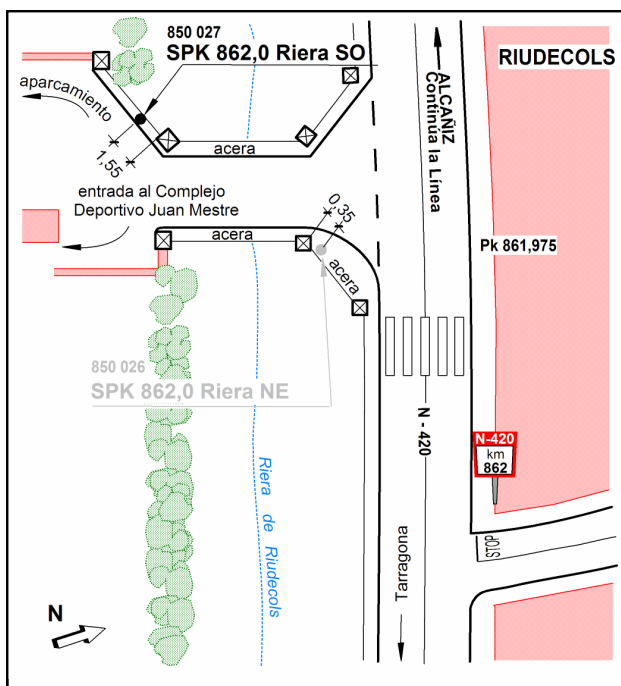 850 027
SPK 862,0 Riera SO
RIUDECOLS
aparcamiento
ALCAÑIZ
Continúa la Línea
acera
1,55
entrada al Complejo
Deportivo Juan Mestre
0,35
acera
acera
Pk 861,975
850 026
SPK 862,0 Riera NE
N - 420
N-420
km
862
Riera de Riudecols
STOP
Tarragona
N